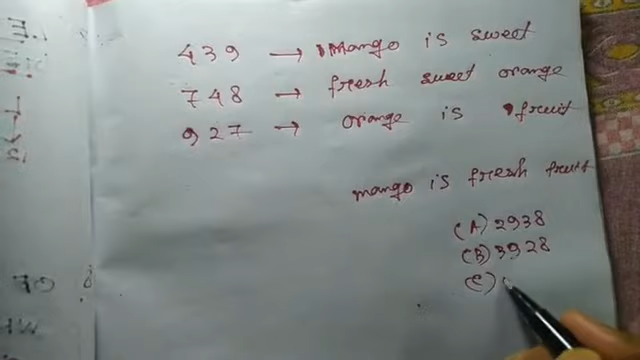 439 → Mango is sweet
748 → fresh sweet orange
927 → orange is fruit
mango is fresh fruit
(A) 2938
(B) 3928
(C)